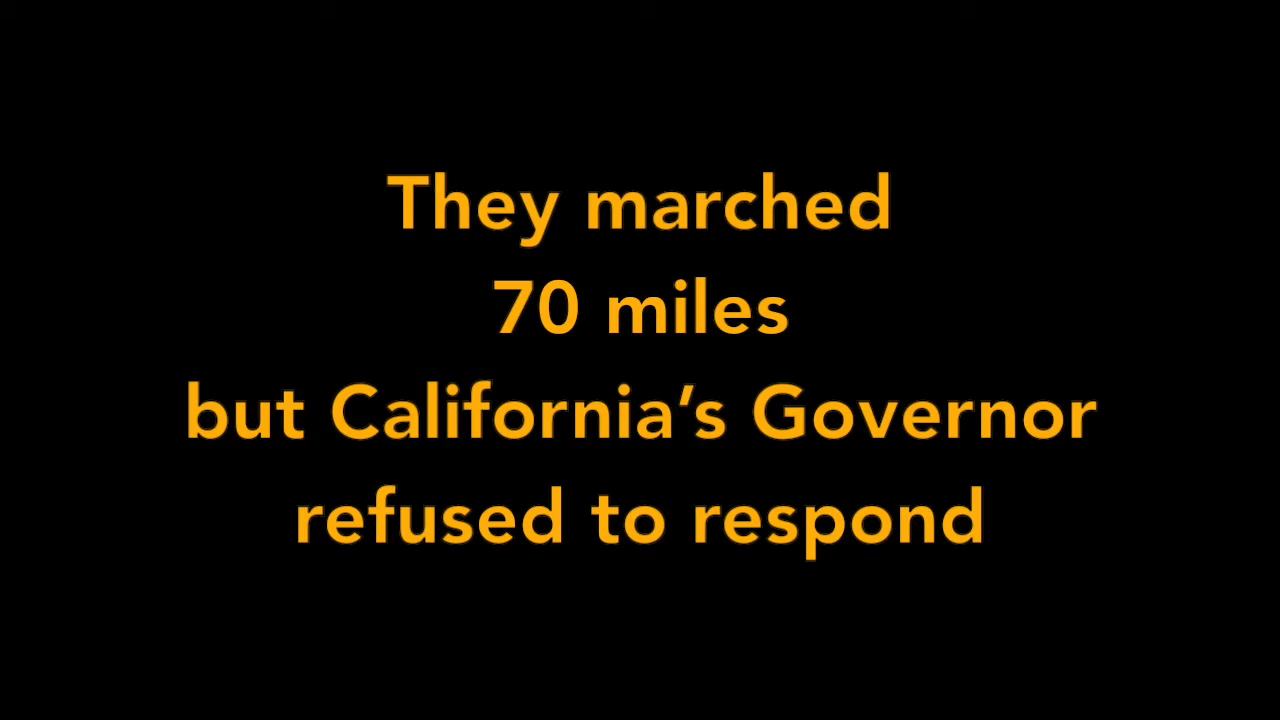 They marched
70 miles
but California’s Governor
refused to respond